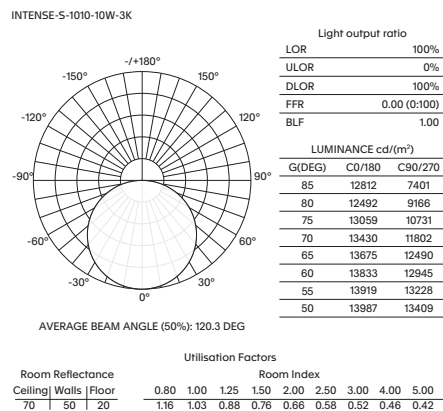 INTENSE-S-1010-10W-3K
-/+180°
-150° 150°
-120° 120°
-90° 90°
-60° 60°
-30° 30°
0°
AVERAGE BEAM ANGLE (50%): 120.3 DEG
Light output ratio
LOR 100%
ULOR 0%
DLOR 100%
FFR 0.00 (0:100)
BLF 1.00
LUMINANCE cd/(m²)
G(DEG) C0/180 C90/270
85 12812 7401
80 12492 9166
75 13059 10731
70 13430 11802
65 13675 12490
60 13833 12945
55 13919 13228
50 13987 13409
Utilisation Factors
Room Reflectance Room Index
Ceiling Walls Floor 0.80 1.00 1.25 1.50 2.00 2.50 3.00 4.00 5.00
70 50 20 1.16 1.03 0.88 0.76 0.66 0.58 0.52 0.46 0.42